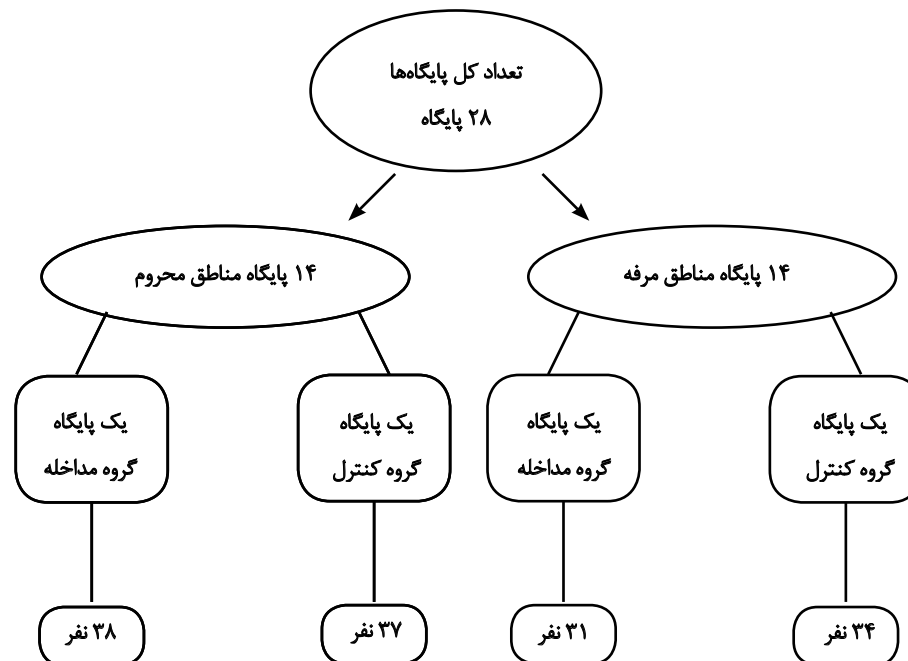 تعداد کل پایگاه‌ها
۲۸ پایگاه
۱۴ پایگاه مناطق مرفه
۱۴ پایگاه مناطق محروم
یک پایگاه
گروه کنترل
یک پایگاه
گروه مداخله
یک پایگاه
گروه کنترل
یک پایگاه
گروه مداخله
۳۴ نفر
۳۱ نفر
۳۷ نفر
۳۸ نفر